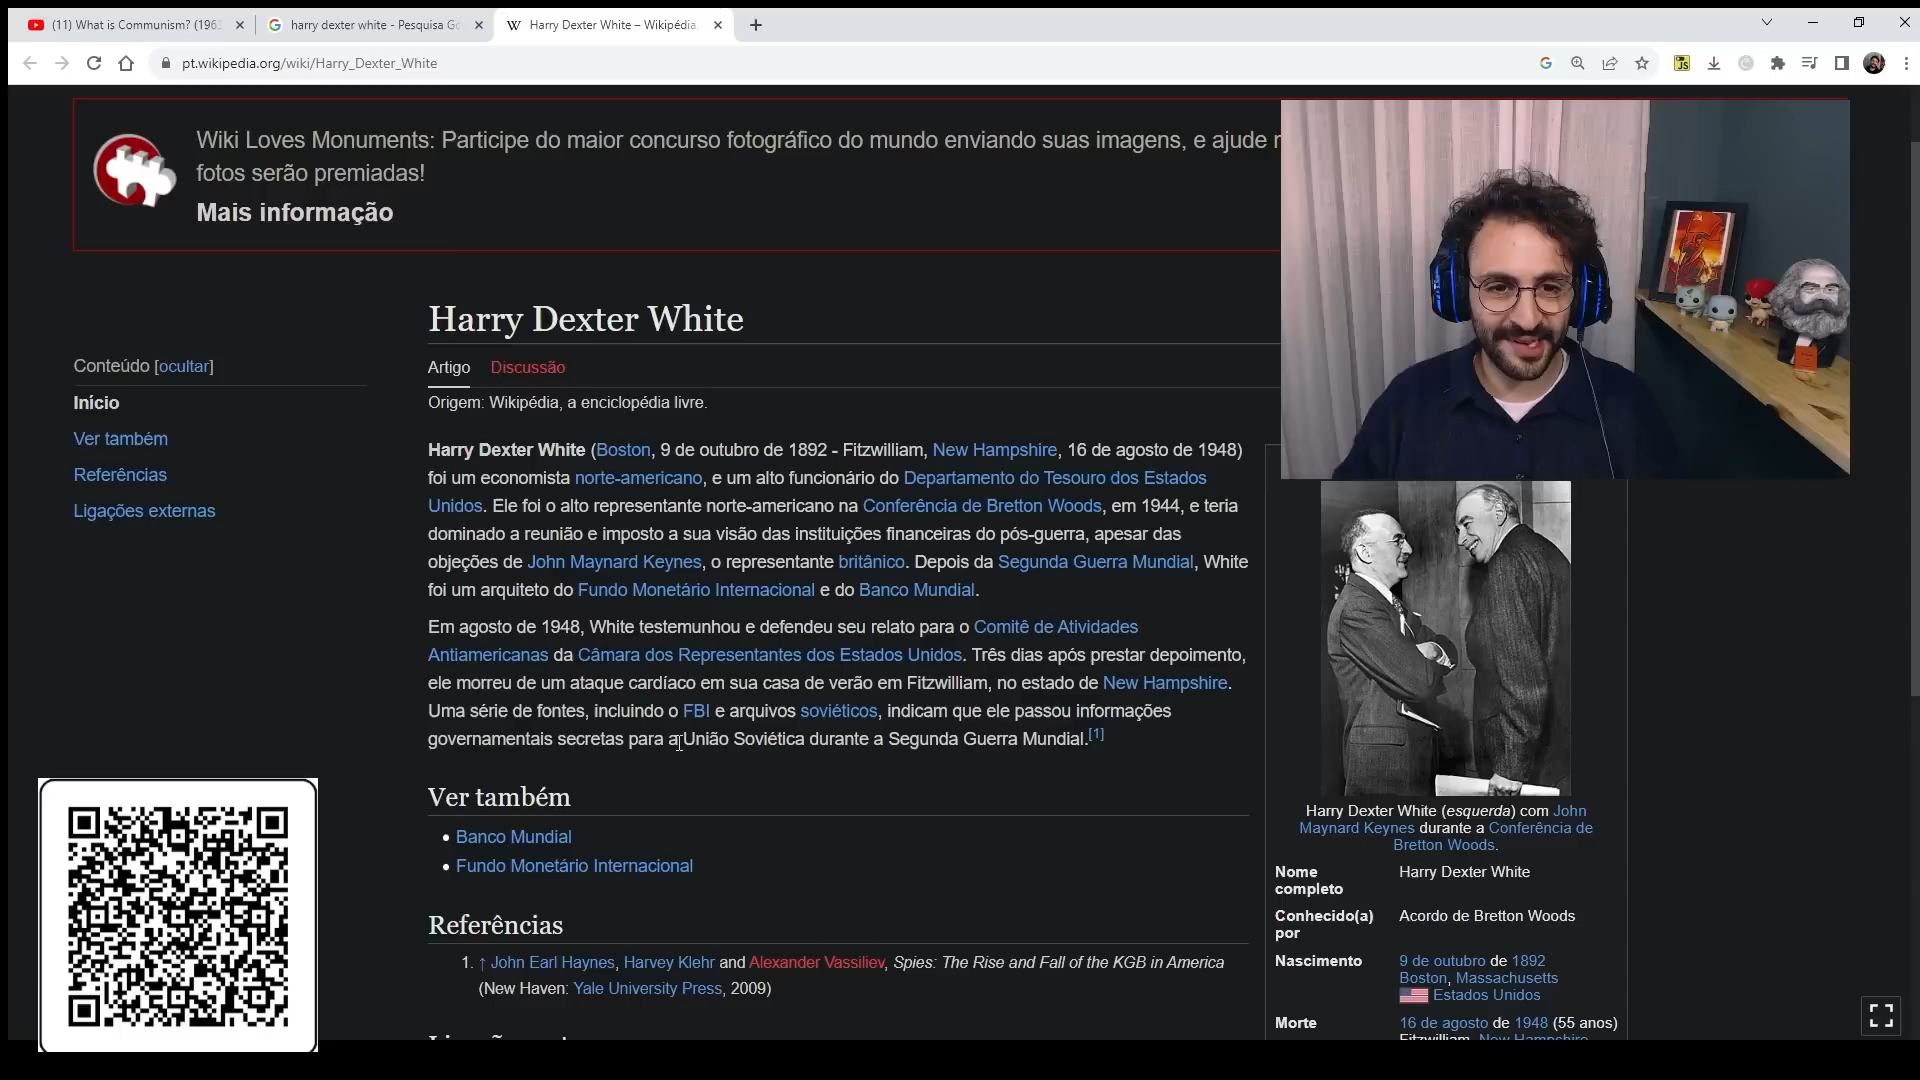 (11) What is Communism? (196
harry dexter white - Pesquisa Go
Harry Dexter White – Wikipédia
pt.wikipedia.org/wiki/Harry_Dexter_White
Wiki Loves Monuments: Participe do maior concurso fotográfico do mundo enviando suas imagens, e ajude
fotos serão premiadas!
Mais informação
Harry Dexter White
Conteúdo [ocultar]
Início
Ver também
Referências
Ligações externas
Artigo
Discussão
Origem: Wikipédia, a enciclopédia livre.
Harry Dexter White (Boston, 9 de outubro de 1892 - Fitzwilliam, New Hampshire, 16 de agosto de 1948)
foi um economista norte-americano, e um alto funcionário do Departamento do Tesouro dos Estados
Unidos. Ele foi o alto representante norte-americano na Conferência de Bretton Woods, em 1944, e teria
dominado a reunião e imposto a sua visão das instituições financeiras do pós-guerra, apesar das
objeções de John Maynard Keynes, o representante britânico. Depois da Segunda Guerra Mundial, White
foi um arquiteto do Fundo Monetário Internacional e do Banco Mundial.
Em agosto de 1948, White testemunhou e defendeu seu relato para o Comitê de Atividades
Antiamericanas da Câmara dos Representantes dos Estados Unidos. Três dias após prestar depoimento,
ele morreu de um ataque cardíaco em sua casa de verão em Fitzwilliam, no estado de New Hampshire.
Uma série de fontes, incluindo o FBI e arquivos soviéticos, indicam que ele passou informações
governamentais secretas para a União Soviética durante a Segunda Guerra Mundial.[1]
Ver também
• Banco Mundial
• Fundo Monetário Internacional
Referências
1. ↑ John Earl Haynes, Harvey Klehr and Alexander Vassiliev, Spies: The Rise and Fall of the KGB in America
(New Haven: Yale University Press, 2009)
Harry Dexter White (esquerda) com John
Maynard Keynes durante a Conferência de
Bretton Woods.
Nome completo
Harry Dexter White
Conhecido(a) por
Acordo de Bretton Woods
Nascimento
9 de outubro de 1892
Boston, Massachusetts
Estados Unidos
Morte
16 de agosto de 1948 (55 anos)
Fitzwilliam, New Hampshire